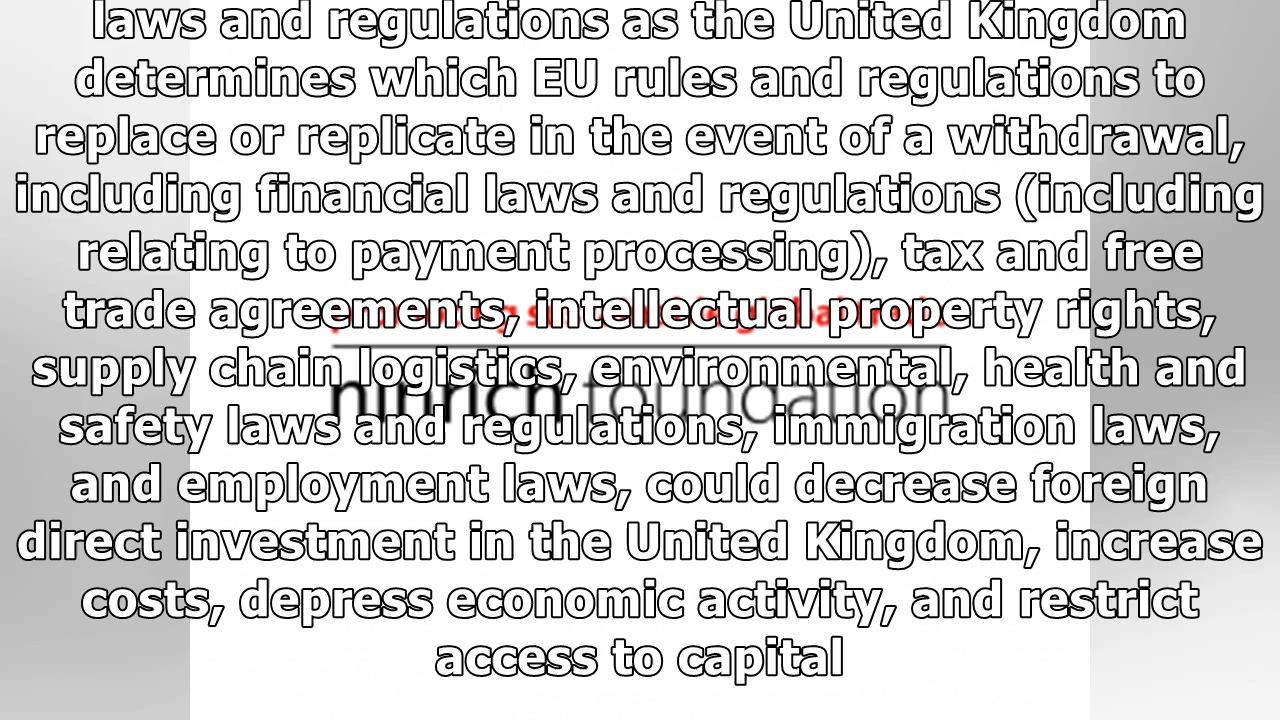 laws and regulations as the United Kingdom
determines which EU rules and regulations to
replace or replicate in the event of a withdrawal,
including financial laws and regulations (including
relating to payment processing), tax and free
trade agreements, intellectual property rights,
supply chain logistics, environmental, health and
safety laws and regulations, immigration laws,
and employment laws, could decrease foreign
direct investment in the United Kingdom, increase
costs, depress economic activity, and restrict
access to capital
hinrich foundation